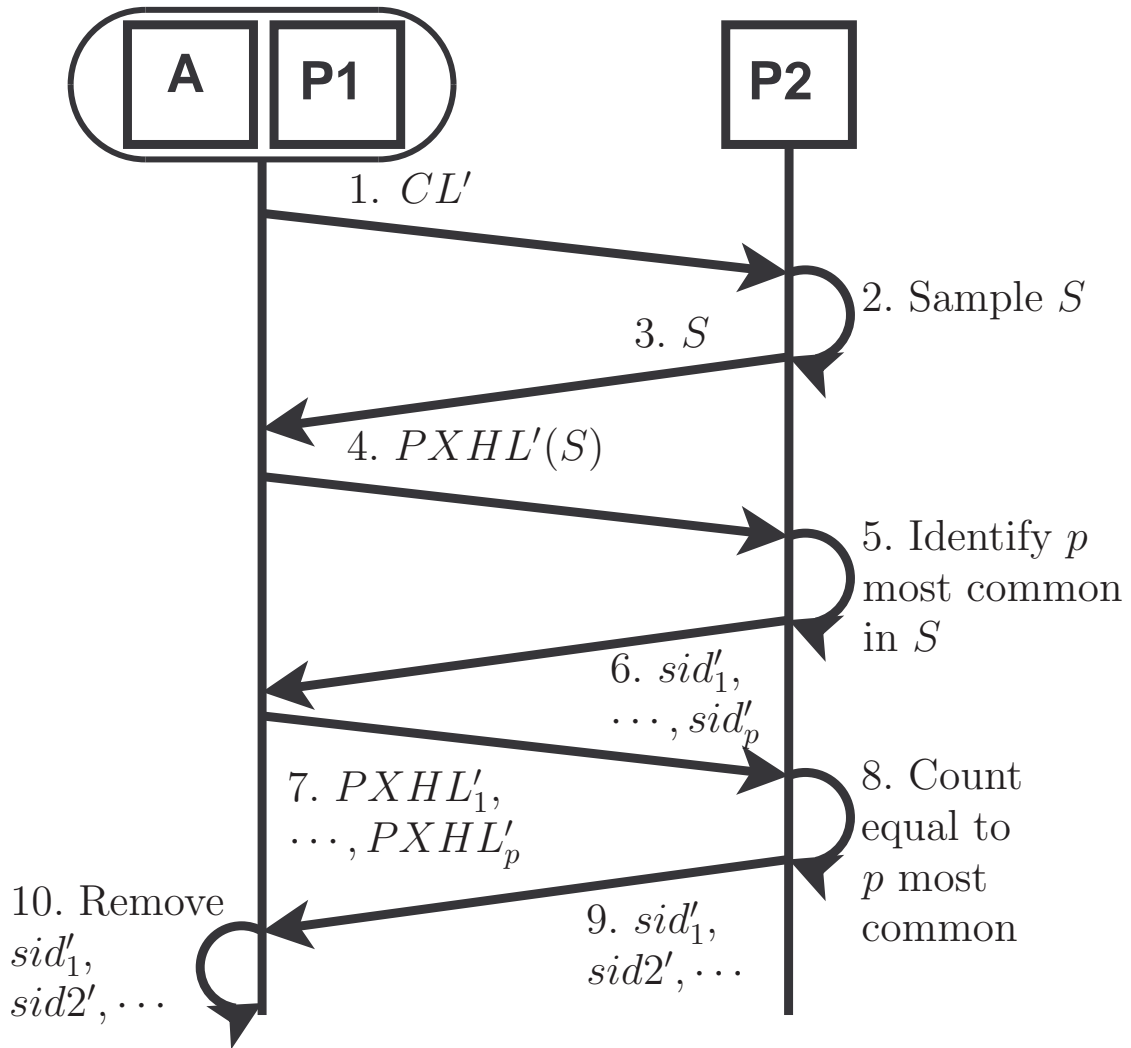 A P1 P2
1. CL′
2. Sample S
3. S
4. PXHL′(S)
5. Identify p
most common
in S
6. sid′₁,
⋯, sid′ₚ
7. PXHL′₁,
⋯, PXHL′ₚ
8. Count
equal to
p most
common
9. sid′₁,
sid2′, ⋯
10. Remove
sid′₁,
sid2′, ⋯